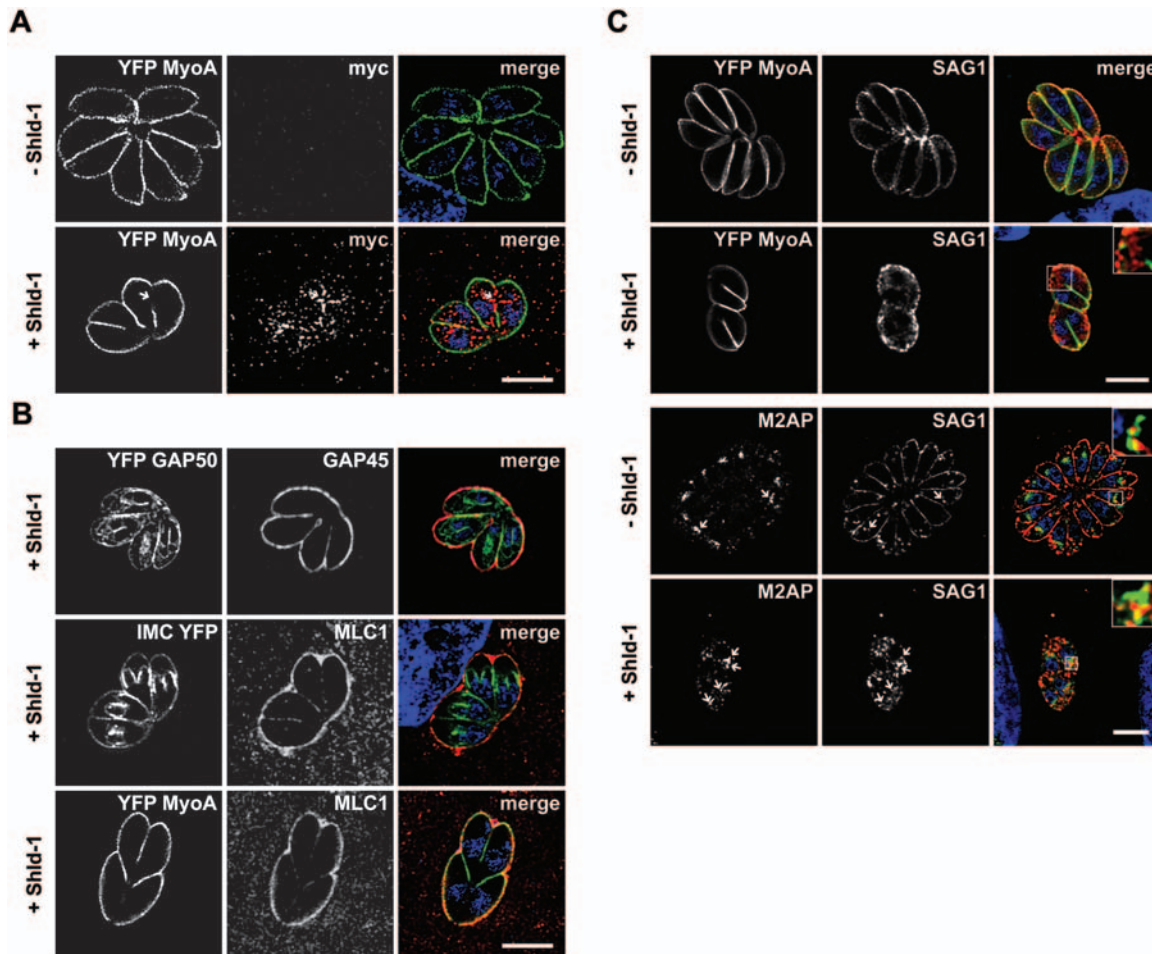 A
YFP MyoA myc merge
- Shld-1
YFP MyoA myc merge
+ Shld-1
B
YFP GAP50 GAP45 merge
+ Shld-1
IMC YFP MLC1 merge
+ Shld-1
YFP MyoA MLC1 merge
+ Shld-1
C
YFP MyoA SAG1 merge
- Shld-1
YFP MyoA SAG1
+ Shld-1
M2AP SAG1
- Shld-1
M2AP SAG1
+ Shld-1